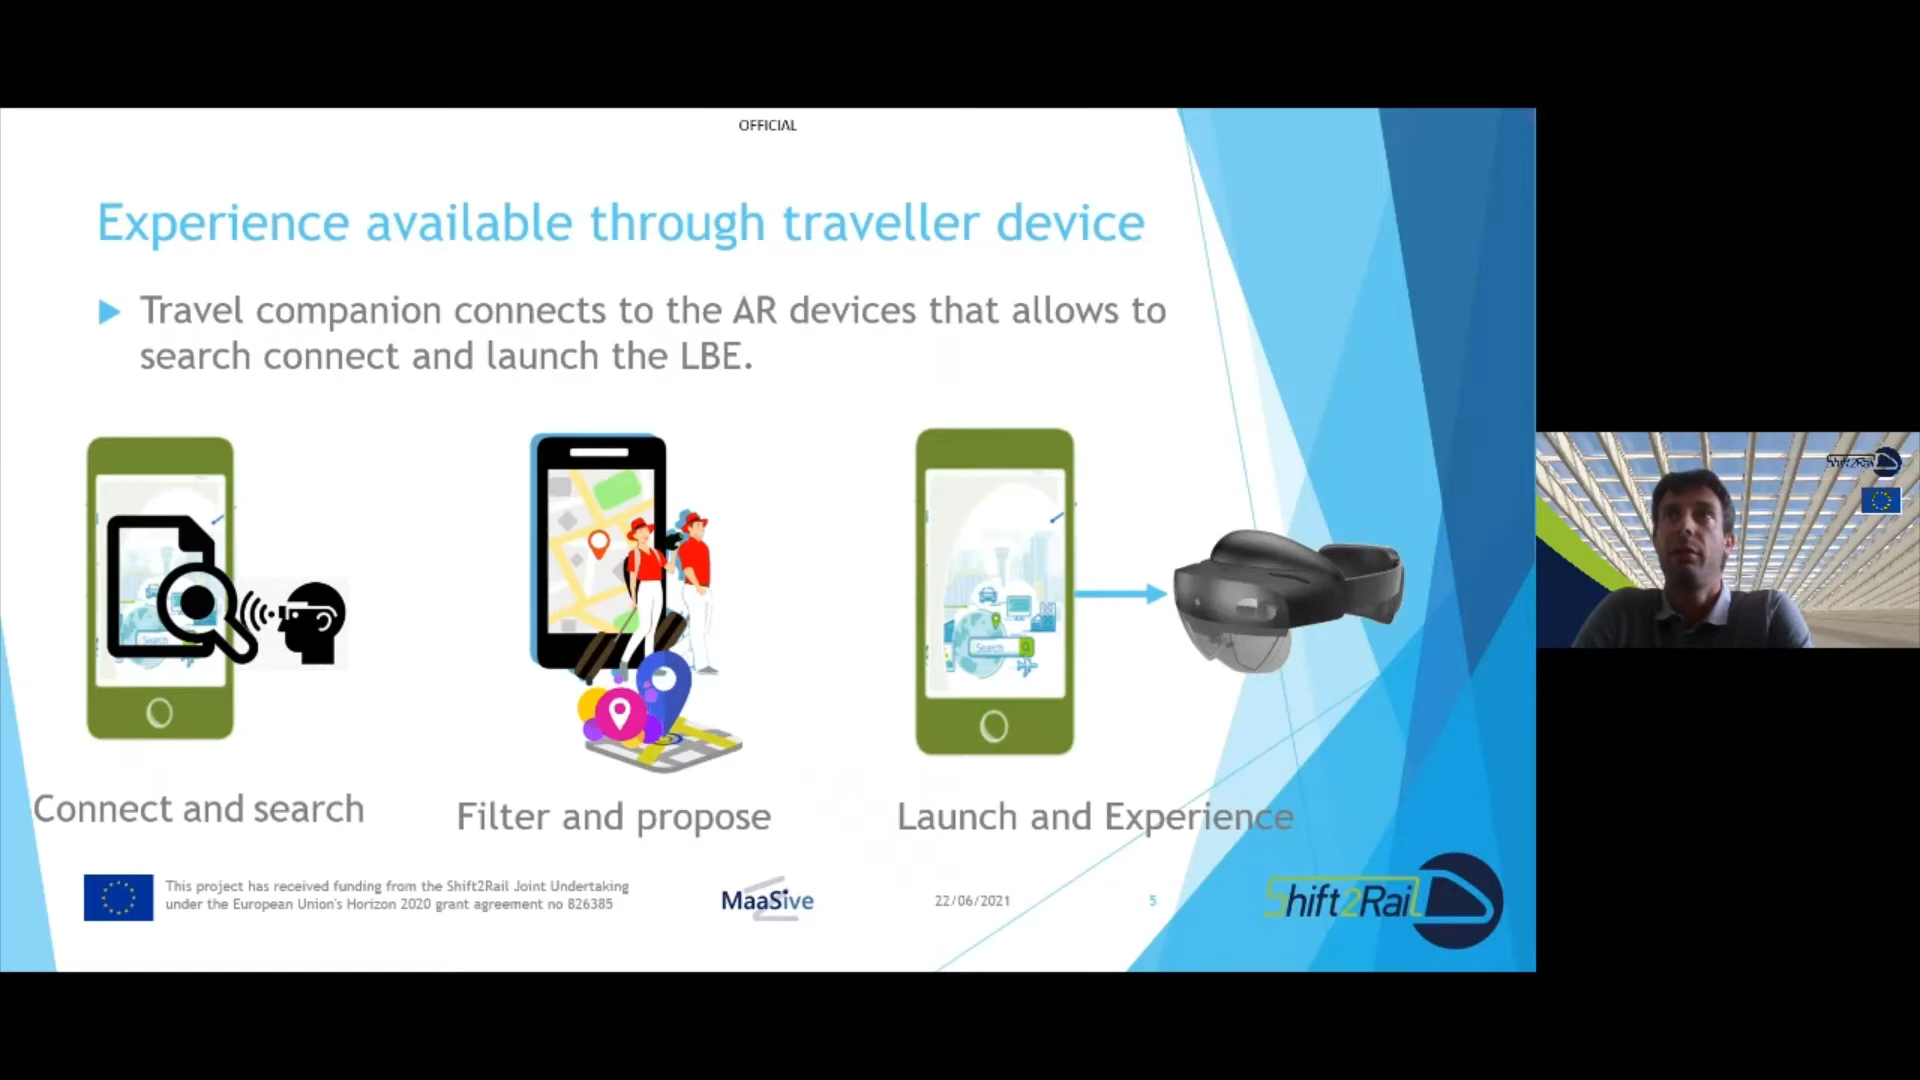 OFFICIAL
Experience available through traveller device
Travel companion connects to the AR devices that allows to
search connect and launch the LBE.
Search
Search
Connect and search
Filter and propose
Launch and Experience
This project has received funding from the Shift2Rail Joint Undertaking
under the European Union's Horizon 2020 grant agreement no 826385
MaaSive
22/06/2021
5
Shift2Rail
Shift2Rail